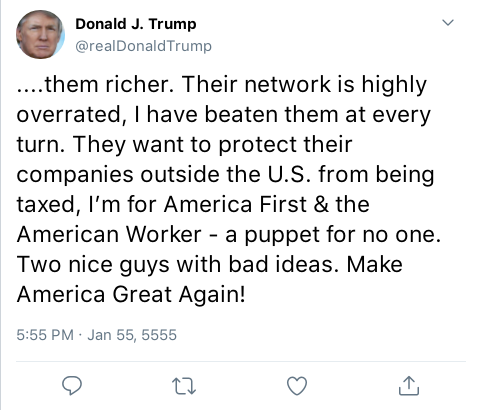 Donald J. Trump
@realDonaldTrump
....them richer. Their network is highly
overrated, I have beaten them at every
turn. They want to protect their
companies outside the U.S. from being
taxed, I’m for America First & the
American Worker - a puppet for no one.
Two nice guys with bad ideas. Make
America Great Again!
5:55 PM · Jan 55, 5555